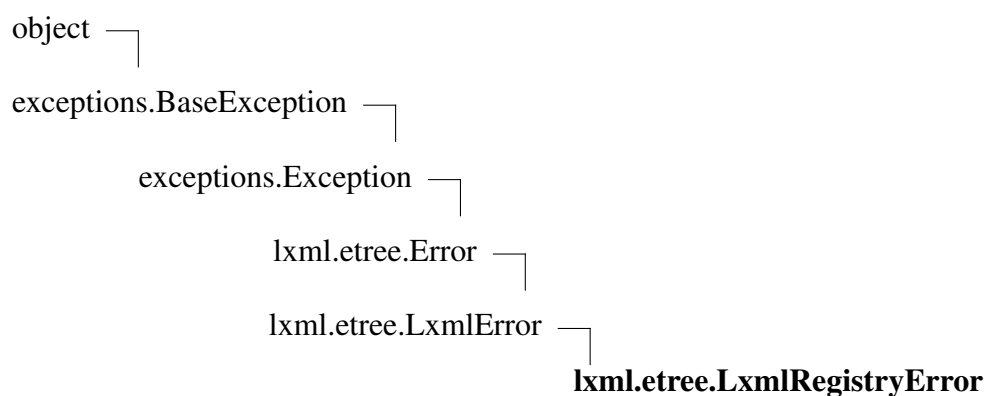 object
exceptions.BaseException
exceptions.Exception
lxml.etree.Error
lxml.etree.LxmlError
lxml.etree.LxmlRegistryError